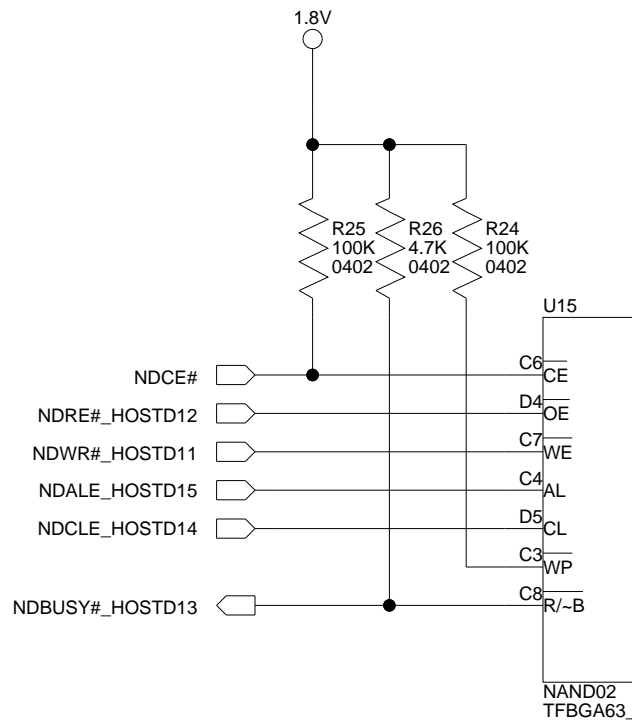 1.8V
R25
100K
0402
R26
4.7K
0402
R24
100K
0402
U15
NDCE#
C6
CE
NDRE#_HOSTD12
D4
OE
NDWR#_HOSTD11
C7
WE
NDALE_HOSTD15
C4
AL
NDCLE_HOSTD14
D5
CL
C3
WP
NDBUSY#_HOSTD13
C8
R/~B
NAND02
TFBGA63_